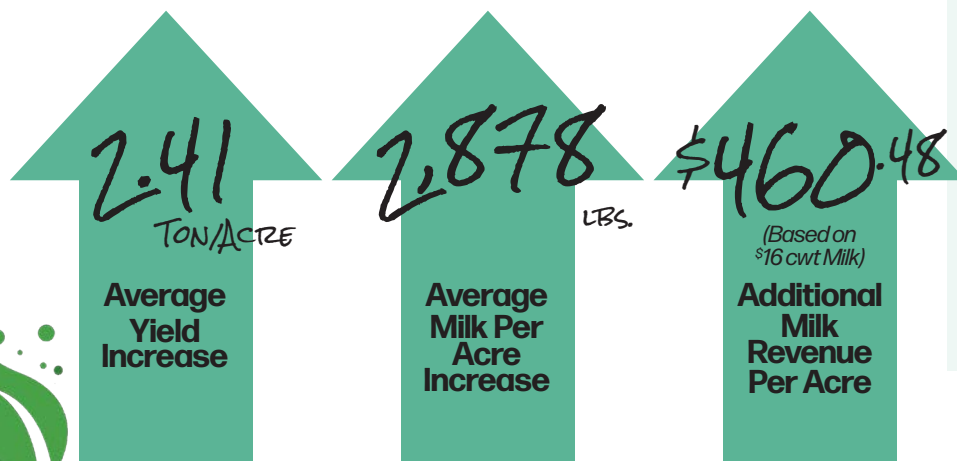 2.41
TON/ACRE
Average
Yield
Increase
2,878
LBS.
Average
Milk Per
Acre
Increase
$460.48
(Based on
$16 cwt Milk)
Additional
Milk
Revenue
Per Acre